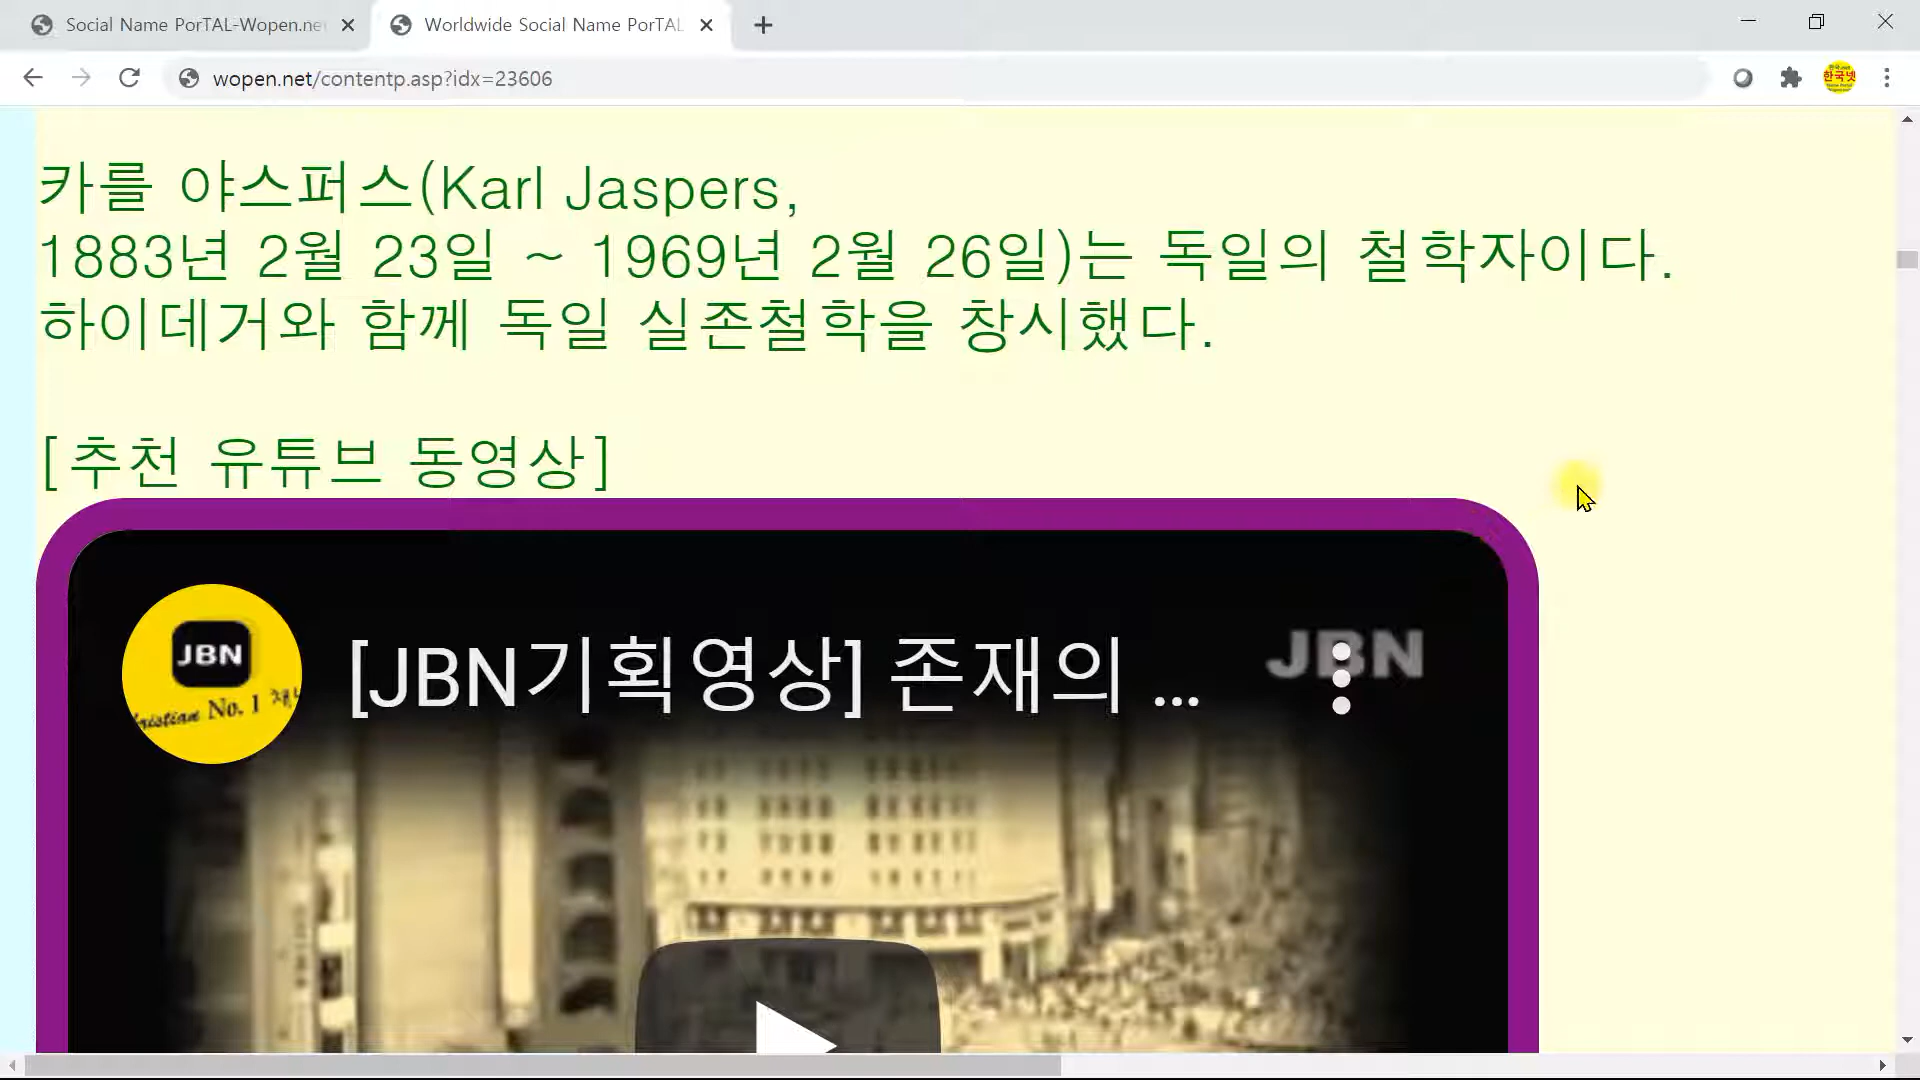 Social Name PorTAL-Wopen.net
Worldwide Social Name PorTAL
wopen.net/contentp.asp?idx=23606
한국넷
카를 야스퍼스(Karl Jaspers,
1883년 2월 23일 ~ 1969년 2월 26일)는 독일의 철학자이다.
하이데거와 함께 독일 실존철학을 창시했다.
[추천 유튜브 동영상]
JBN
No. 1
[JBN기획영상] 존재의 ...
JBN